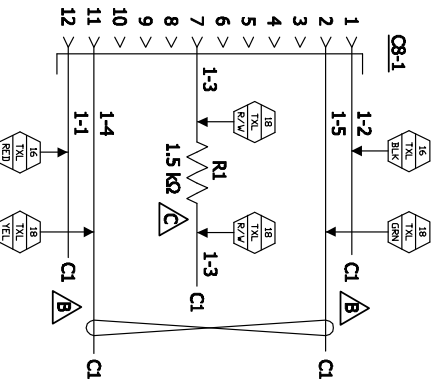 C8-1
1
2
3
4
5
6
7
8
9
10
11
12
1-2
16
TXL
BLK
C1
1-5
18
TXL
GRN
B
C1
1-3
18
TXL
R/W
R1
1.5 kΩ
C
18
TXL
R/W
1-3
C1
1-4
18
TXL
YEL
B
C1
1-1
16
TXL
RED
C1